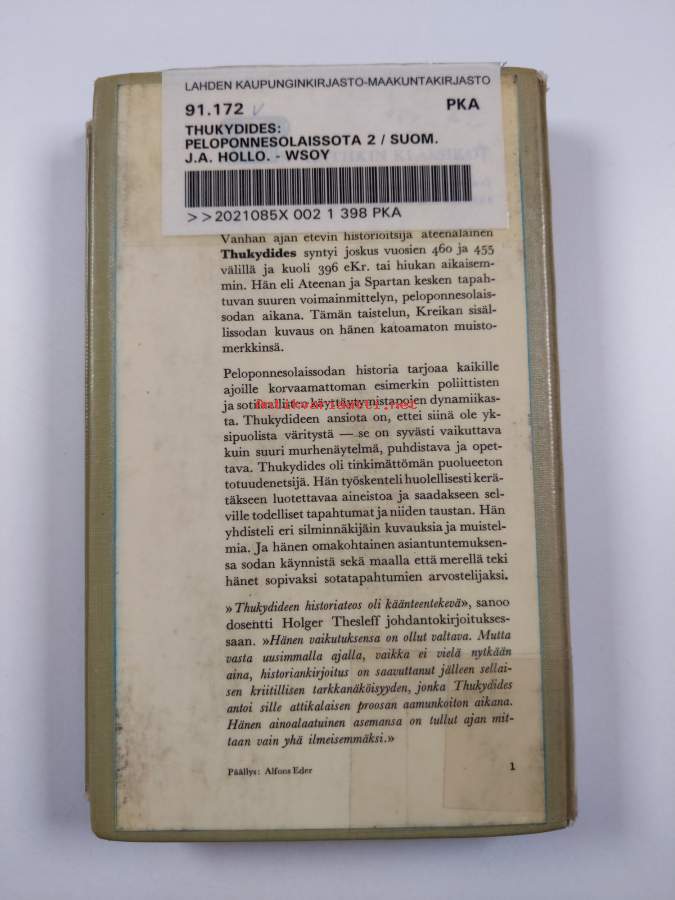 LAHDEN KAUPUNGINKIRJASTO-MAAKUNTAKIRJASTO
91.172 PKA
THUKYDIDES:
PELOPONNESOLAISSOTA 2 / SUOM.
J.A. HOLLO. - WSOY
>>2021085X 002 1 398 PKA
KIN KLASSIKOT
Vanhan ajan etevin historioitsija ateenalainen
Thukydides syntyi joskus vuosien 460 ja 455
välillä ja kuoli 396 eKr. tai hiukan aikaisem-
min. Hän eli Ateenan ja Spartan kesken tapah-
tuvan suuren voimainmittelyn, peloponnesolais-
sodan aikana. Tämän taistelun, Kreikan sisäl-
lissodan kuvaus on hänen katoamaton muisto-
merkkinsä.
Peloponnesolaissodan historia tarjoaa kaikille
ajoille korvaamattoman esimerkin poliittisten
ja sotilaallisten käyttäytymistapojen dynamiikas-
ta. Thukydideen ansiota on, ettei siinä ole yk-
sipuolista väritystä — se on syvästi vaikuttava
kuin suuri murhenäytelmä, puhdistava ja opet-
tava. Thukydides oli tinkimättömän puolueeton
totuudenetsijä. Hän työskenteli huolellisesti kerä-
täkseen luotettavaa aineistoa ja saadakseen sel-
ville todelliset tapahtumat ja niiden taustan. Hän
yhdisteli eri silminnäkijäin kuvauksia ja muistel-
mia. Ja hänen omakohtainen asiantuntemuksen-
sa sodan käynnistä sekä maalla että merellä teki
hänet sopivaksi sotatapahtumien arvostelijaksi.
»Thukydideen historiateos oli käänteentekevä», sanoo
dosentti Holger Thesleff johdantokirjoitukses-
saan. »Hänen vaikutuksensa on ollut valtava. Mutta
vasta uusimmalla ajalla, vaikka ei vielä nytkään
aina, historiankirjoitus on saavuttanut jälleen sellai-
sen kriitillisen tarkkanäköisyyden, jonka Thukydides
antoi sille attikalaisen proosan aamunkoiton aikana.
Hänen ainoalaatuinen asemansa on tullut ajan mit-
taan vain yhä ilmeisemmäksi.»
Päällys: Alfons Eder 1